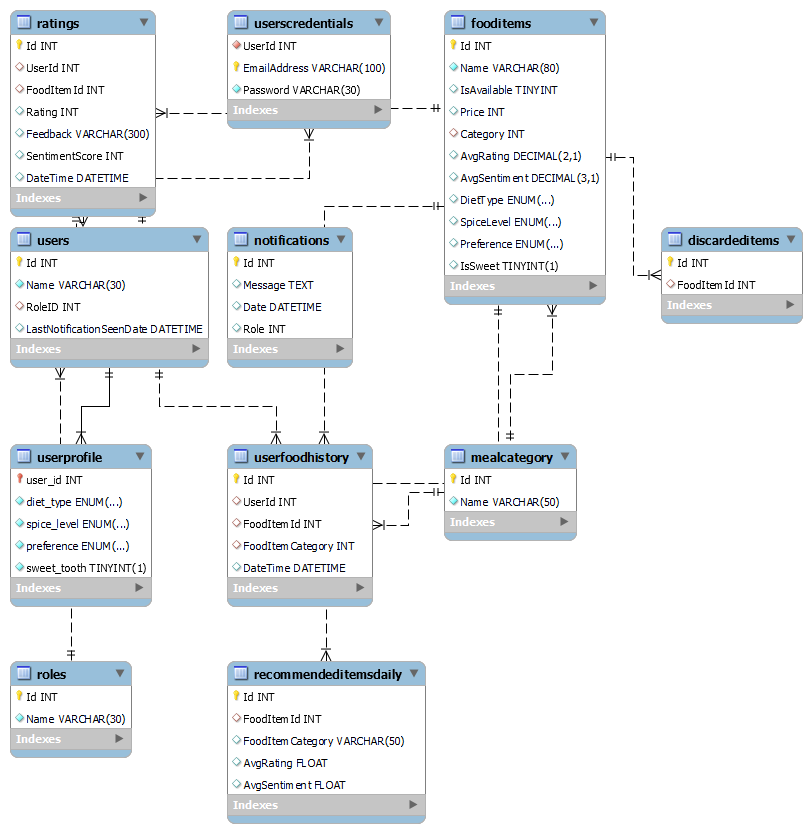 ratings
Id INT
UserId INT
FoodItemId INT
Rating INT
Feedback VARCHAR(300)
SentimentScore INT
DateTime DATETIME
Indexes
userscredentials
UserId INT
EmailAddress VARCHAR(100)
Password VARCHAR(30)
Indexes
fooditems
Id INT
Name VARCHAR(80)
IsAvailable TINYINT
Price INT
Category INT
AvgRating DECIMAL(2,1)
AvgSentiment DECIMAL(3,1)
DietType ENUM(...)
SpiceLevel ENUM(...)
Preference ENUM(...)
IsSweet TINYINT(1)
Indexes
users
Id INT
Name VARCHAR(30)
RoleID INT
LastNotificationSeenDate DATETIME
Indexes
notifications
Id INT
Message TEXT
Date DATETIME
Role INT
Indexes
discardeditems
Id INT
FoodItemId INT
Indexes
userprofile
user_id INT
diet_type ENUM(...)
spice_level ENUM(...)
preference ENUM(...)
sweet_tooth TINYINT(1)
Indexes
userfoodhistory
Id INT
UserId INT
FoodItemId INT
FoodItemCategory INT
DateTime DATETIME
Indexes
mealcategory
Id INT
Name VARCHAR(50)
Indexes
roles
Id INT
Name VARCHAR(30)
Indexes
recommendeditemsdaily
Id INT
FoodItemId INT
FoodItemCategory VARCHAR(50)
AvgRating FLOAT
AvgSentiment FLOAT
Indexes